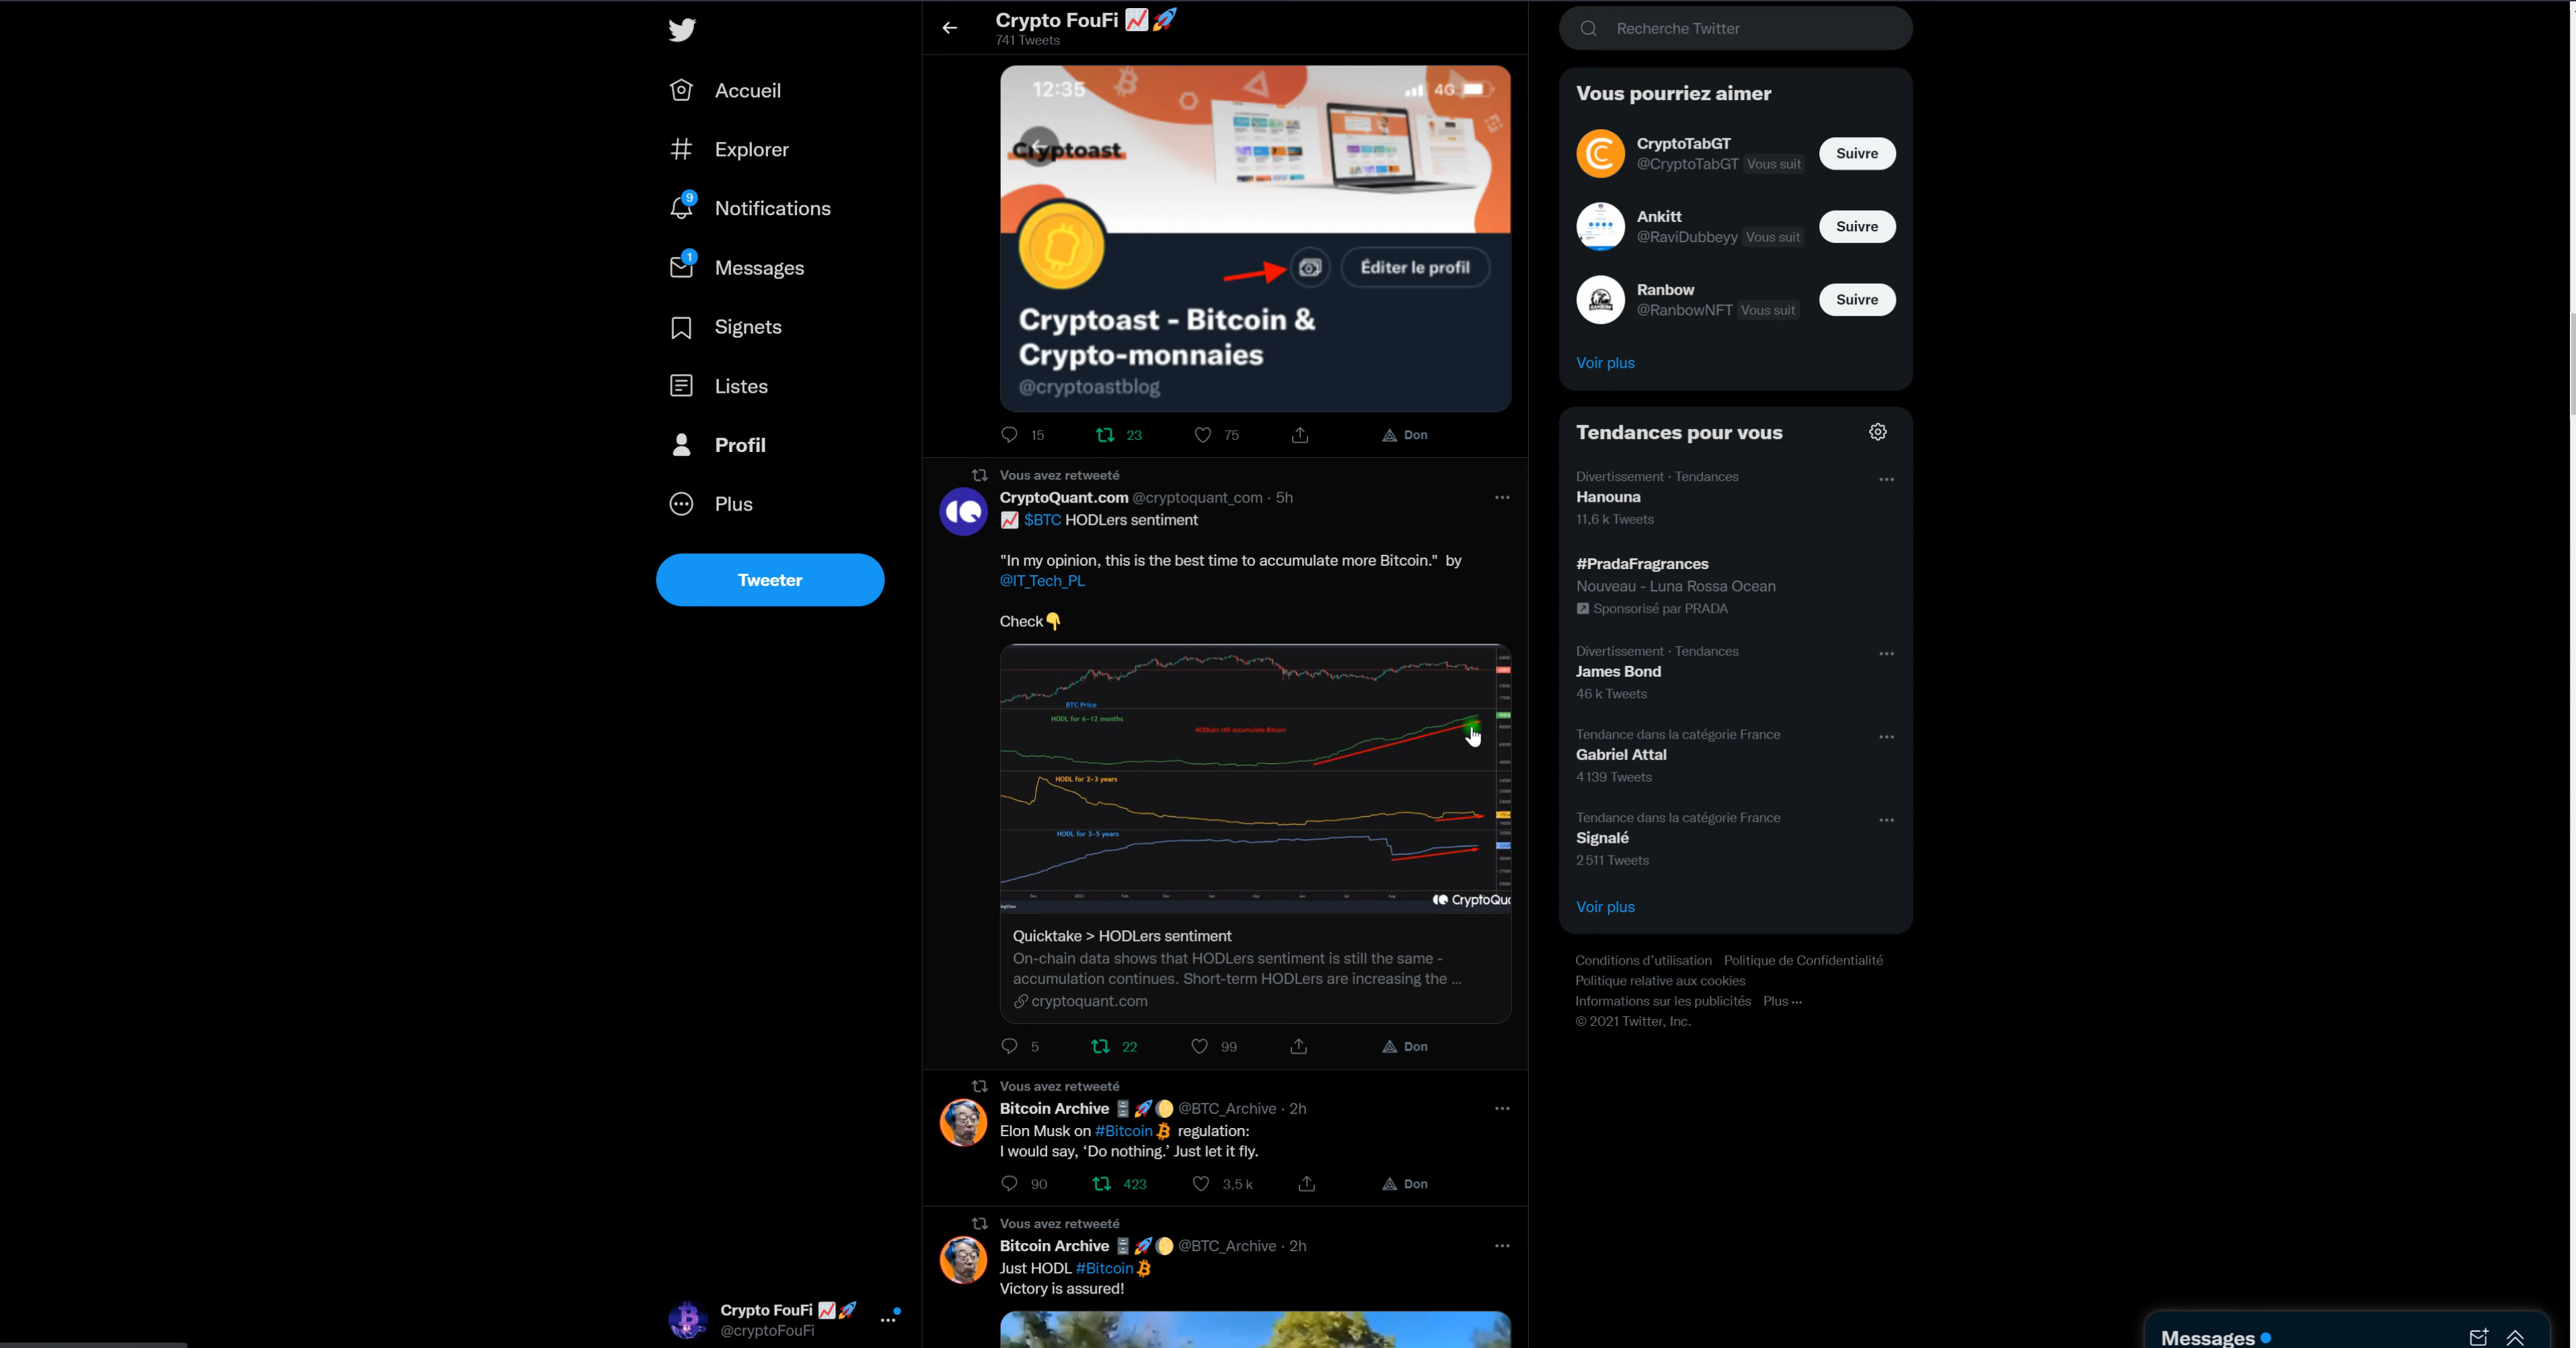 Accueil
Explorer
9
Notifications
1
Messages
Signets
Listes
Profil
Plus
Tweeter
Crypto FouFi
@cryptoFouFi
Crypto FouFi
741 Tweets
12:35
4G
Cryptoast
Éditer le profil
Cryptoast - Bitcoin &
Crypto-monnaies
@cryptoastblog
15 23 75 Don
Vous avez retweeté
CryptoQuant.com @cryptoquant_com · 5h
$BTC HODLers sentiment
"In my opinion, this is the best time to accumulate more Bitcoin." by
@IT_Tech_PL
Check
BTC Price
HODL for 6-12 months
HODLers still accumulate Bitcoin
HODL for 2-3 years
HODL for 3-5 years
CryptoQuc
Quicktake > HODLers sentiment
On-chain data shows that HODLers sentiment is still the same -
accumulation continues. Short-term HODLers are increasing the ...
cryptoquant.com
5 22 99 Don
Vous avez retweeté
Bitcoin Archive @BTC_Archive · 2h
Elon Musk on #Bitcoin regulation:
I would say, ‘Do nothing.’ Just let it fly.
90 423 3,5 k Don
Vous avez retweeté
Bitcoin Archive @BTC_Archive · 2h
Just HODL #Bitcoin
Victory is assured!
Recherche Twitter
Vous pourriez aimer
CryptoTabGT
@CryptoTabGT Vous suit
Suivre
Ankitt
@RaviDubbeyy Vous suit
Suivre
Ranbow
@RanbowNFT Vous suit
Suivre
Voir plus
Tendances pour vous
Divertissement · Tendances
Hanouna
11,6 k Tweets
#PradaFragrances
Nouveau - Luna Rossa Ocean
Sponsorisé par PRADA
Divertissement · Tendances
James Bond
46 k Tweets
Tendance dans la catégorie France
Gabriel Attal
4 139 Tweets
Tendance dans la catégorie France
Signalé
2 511 Tweets
Voir plus
Conditions d’utilisation Politique de Confidentialité
Politique relative aux cookies
Informations sur les publicités Plus ...
© 2021 Twitter, Inc.
Messages